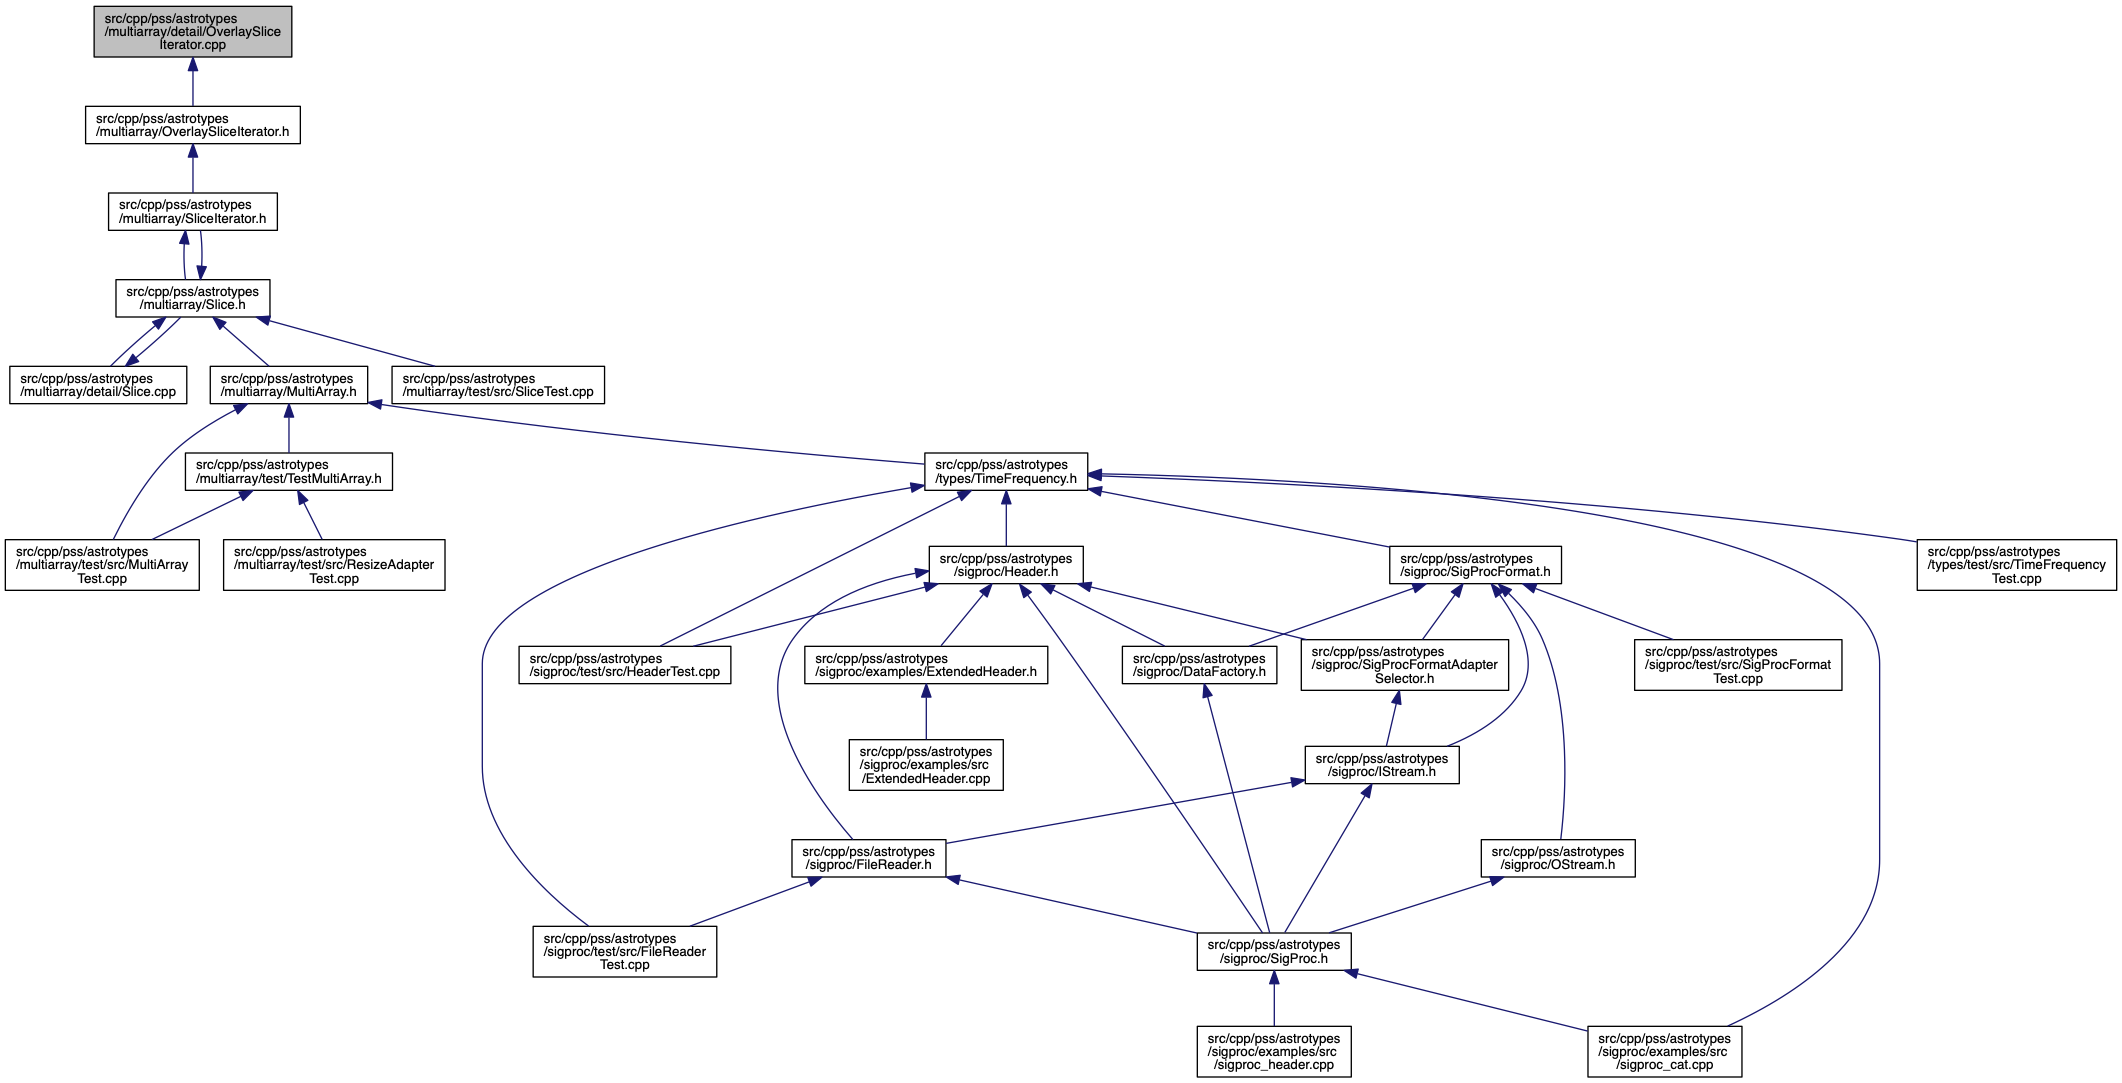 src/cpp/pss/astrotypes
/multiarray/detail/OverlaySlice
Iterator.cpp
src/cpp/pss/astrotypes
/multiarray/OverlaySliceIterator.h
src/cpp/pss/astrotypes
/multiarray/SliceIterator.h
src/cpp/pss/astrotypes
/multiarray/Slice.h
src/cpp/pss/astrotypes
/multiarray/detail/Slice.cpp
src/cpp/pss/astrotypes
/multiarray/MultiArray.h
src/cpp/pss/astrotypes
/multiarray/test/src/SliceTest.cpp
src/cpp/pss/astrotypes
/multiarray/test/TestMultiArray.h
src/cpp/pss/astrotypes
/types/TimeFrequency.h
src/cpp/pss/astrotypes
/multiarray/test/src/MultiArray
Test.cpp
src/cpp/pss/astrotypes
/multiarray/test/src/ResizeAdapter
Test.cpp
src/cpp/pss/astrotypes
/sigproc/Header.h
src/cpp/pss/astrotypes
/sigproc/SigProcFormat.h
src/cpp/pss/astrotypes
/types/test/src/TimeFrequency
Test.cpp
src/cpp/pss/astrotypes
/sigproc/test/src/HeaderTest.cpp
src/cpp/pss/astrotypes
/sigproc/examples/ExtendedHeader.h
src/cpp/pss/astrotypes
/sigproc/DataFactory.h
src/cpp/pss/astrotypes
/sigproc/SigProcFormatAdapter
Selector.h
src/cpp/pss/astrotypes
/sigproc/test/src/SigProcFormat
Test.cpp
src/cpp/pss/astrotypes
/sigproc/examples/src
/ExtendedHeader.cpp
src/cpp/pss/astrotypes
/sigproc/IStream.h
src/cpp/pss/astrotypes
/sigproc/FileReader.h
src/cpp/pss/astrotypes
/sigproc/OStream.h
src/cpp/pss/astrotypes
/sigproc/test/src/FileReader
Test.cpp
src/cpp/pss/astrotypes
/sigproc/SigProc.h
src/cpp/pss/astrotypes
/sigproc/examples/src
/sigproc_header.cpp
src/cpp/pss/astrotypes
/sigproc/examples/src
/sigproc_cat.cpp